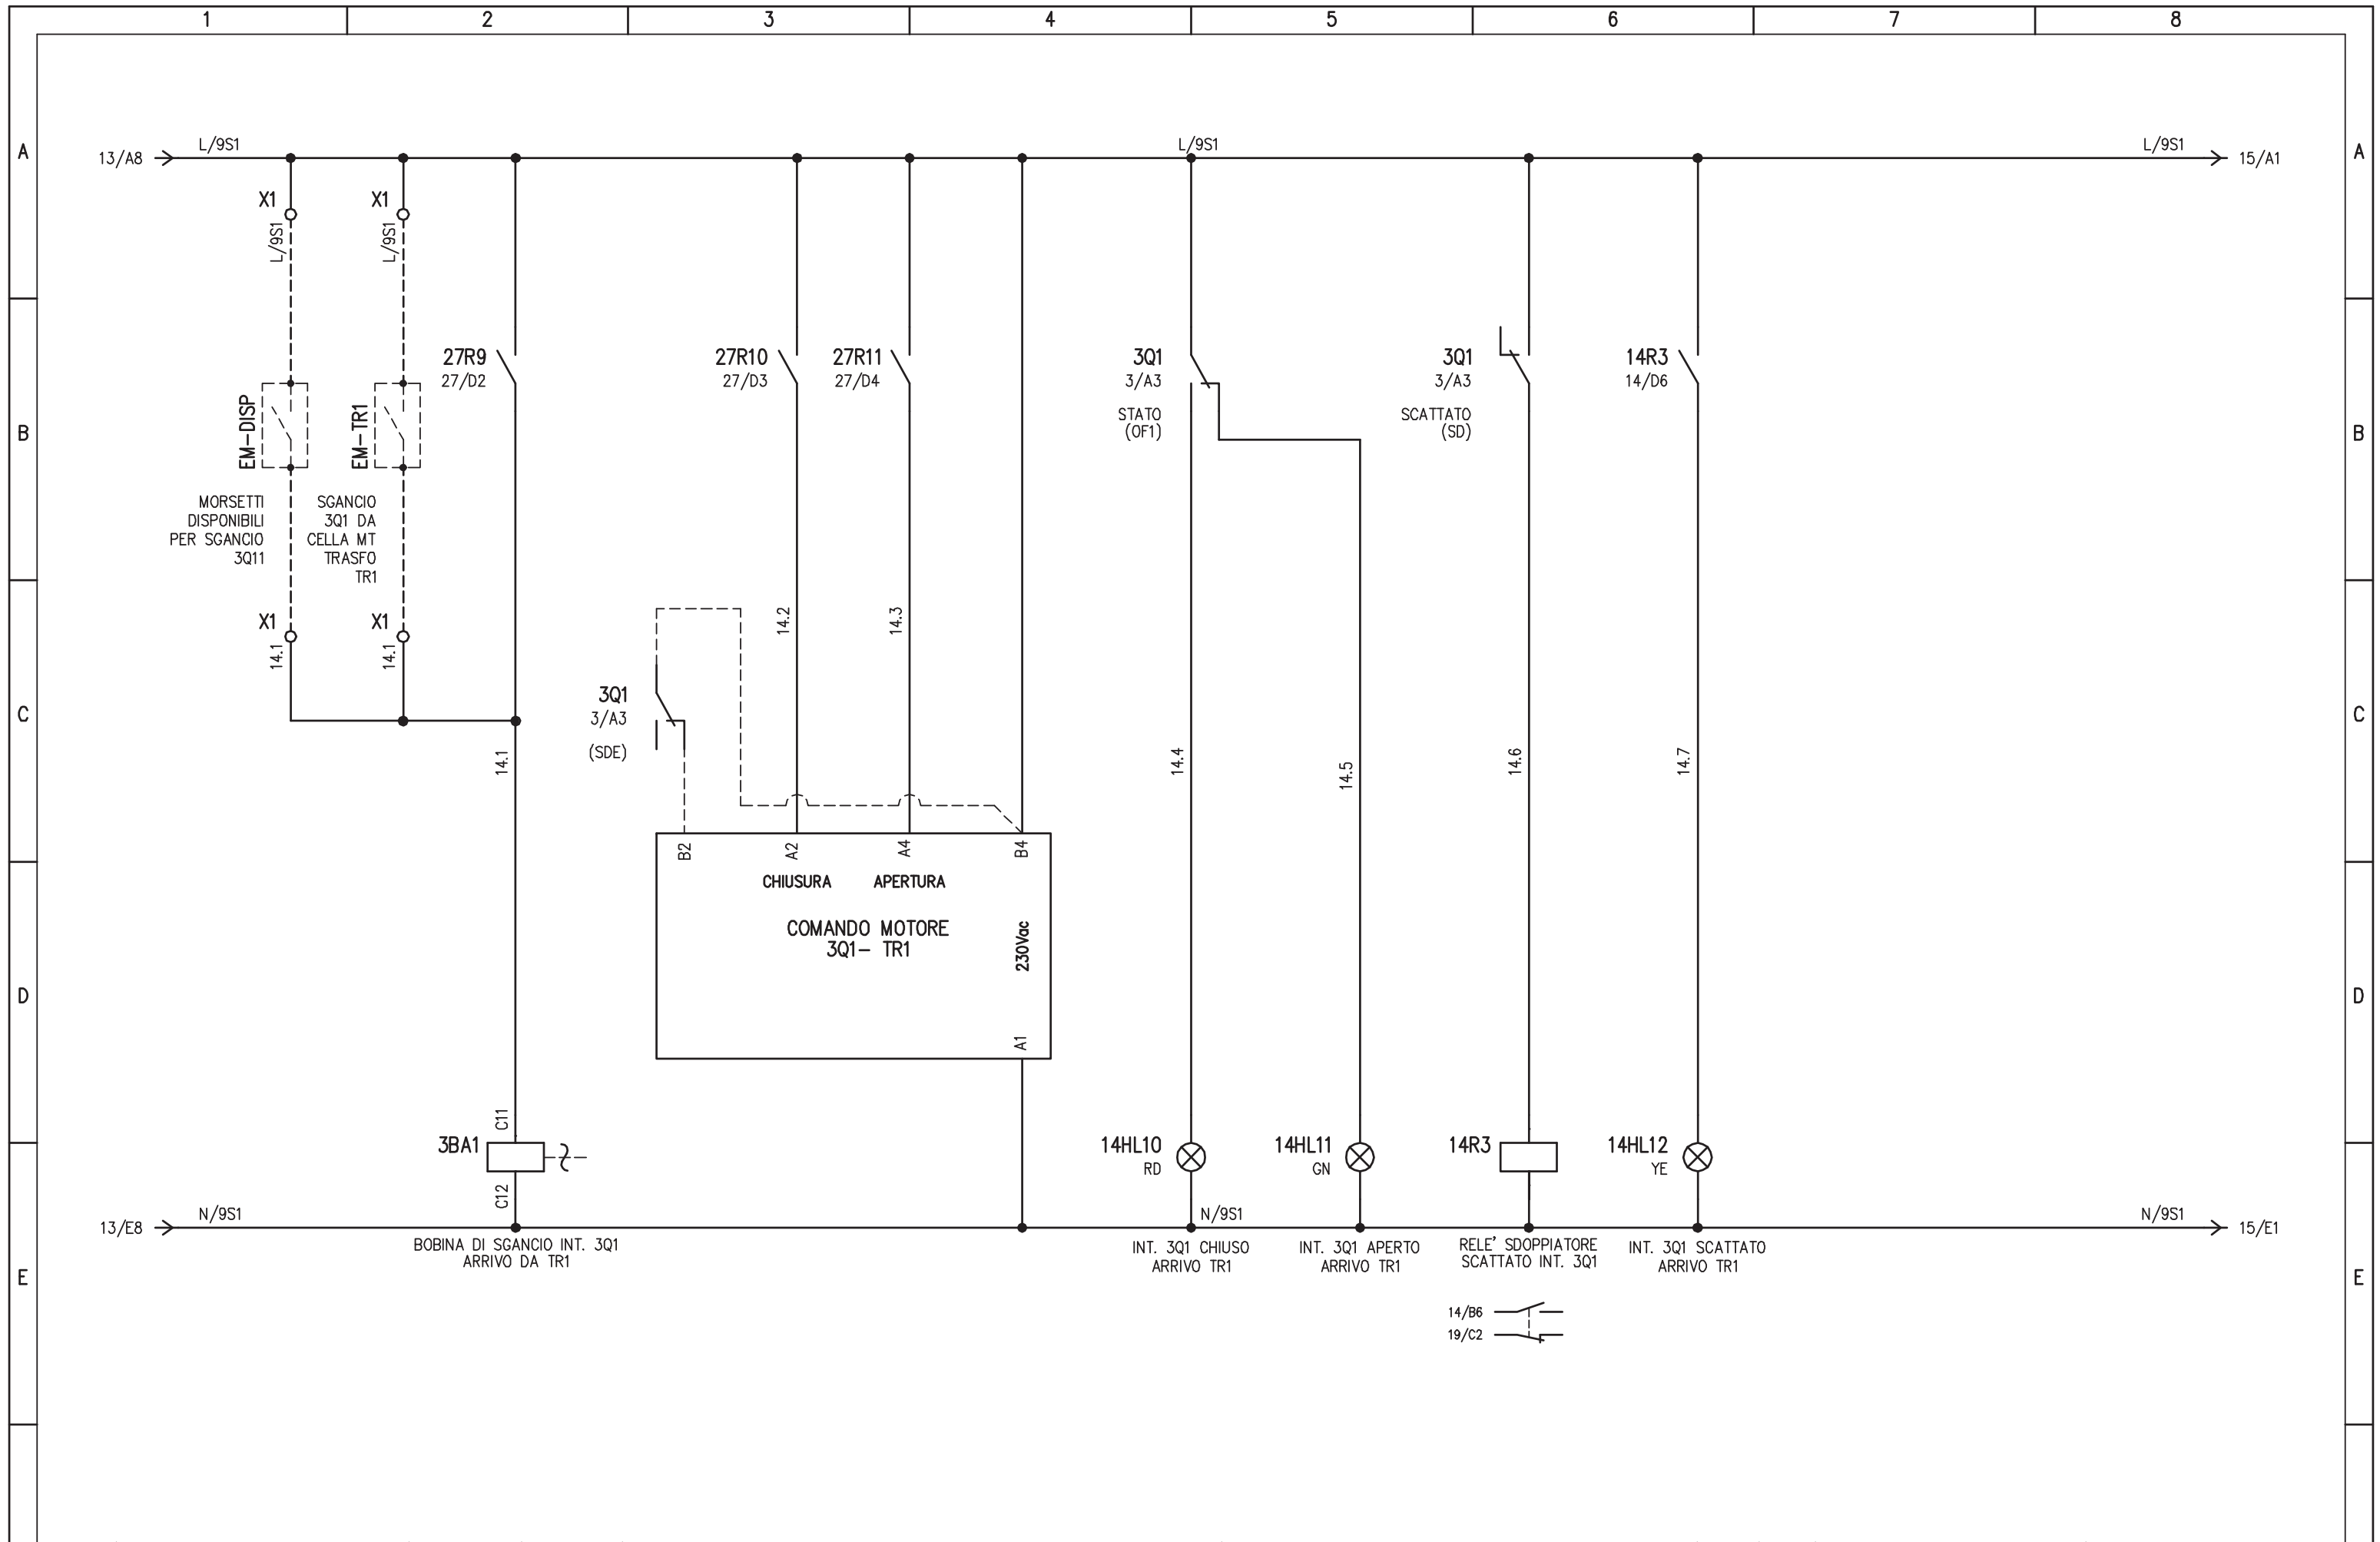 1 2 3 4 5 6 7 8
A A
13/A8 L/9S1 L/9S1 L/9S1 15/A1
X1 X1
L/9S1 L/9S1
27R9
27/D2
27R10
27/D3
27R11
27/D4
3Q1
3/A3
STATO
(OF1)
3Q1
3/A3
SCATTATO
(SD)
14R3
14/D6
B B
EM-DISP
EM-TR1
MORSETTI
DISPONIBILI
PER SGANCIO
3Q11
SGANCIO
3Q1 DA
CELLA MT
TRASFO
TR1
X1 X1
14.1 14.1
14.2 14.3
C C
3Q1
3/A3
(SDE)
14.1 14.4 14.5 14.6 14.7
B2 A2 A4 B4
CHIUSURA APERTURA
COMANDO MOTORE
3Q1- TR1
230Vac
A1
D D
C11
3BA1
C12
14HL10
RD
14HL11
GN
14R3
14HL12
YE
13/E8 N/9S1 N/9S1 N/9S1 15/E1
BOBINA DI SGANCIO INT. 3Q1
ARRIVO DA TR1
INT. 3Q1 CHIUSO
ARRIVO TR1
INT. 3Q1 APERTO
ARRIVO TR1
RELE' SDOPPIATORE
SCATTATO INT. 3Q1
INT. 3Q1 SCATTATO
ARRIVO TR1
E E
14/B6
19/C2